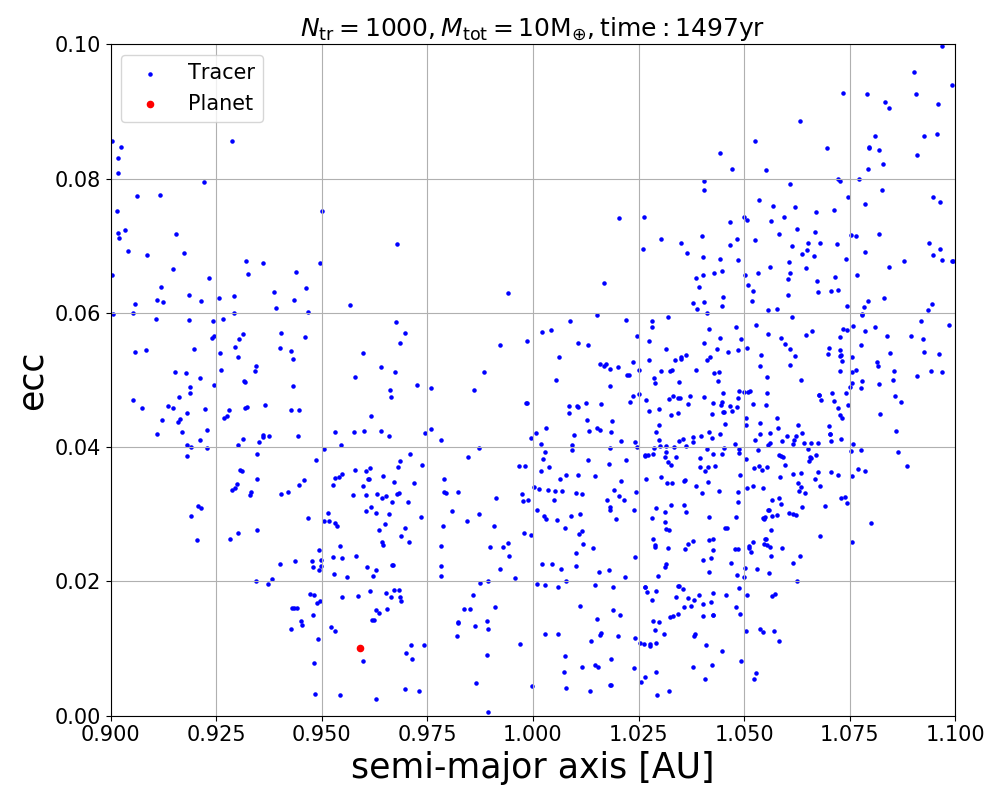 N_tr = 1000, M_tot = 10M_⊕, time : 1497yr
Tracer
Planet
0.10
0.08
0.06
0.04
0.02
0.00
ecc
0.900 0.925 0.950 0.975 1.000 1.025 1.050 1.075 1.100
semi-major axis [AU]